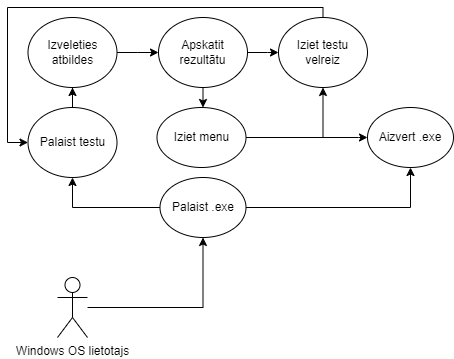 Izveleties
atbildes
Apskatit
rezultātu
Iziet testu
velreiz
Palaist testu
Iziet menu
Aizvert .exe
Palaist .exe
Windows OS lietotajs